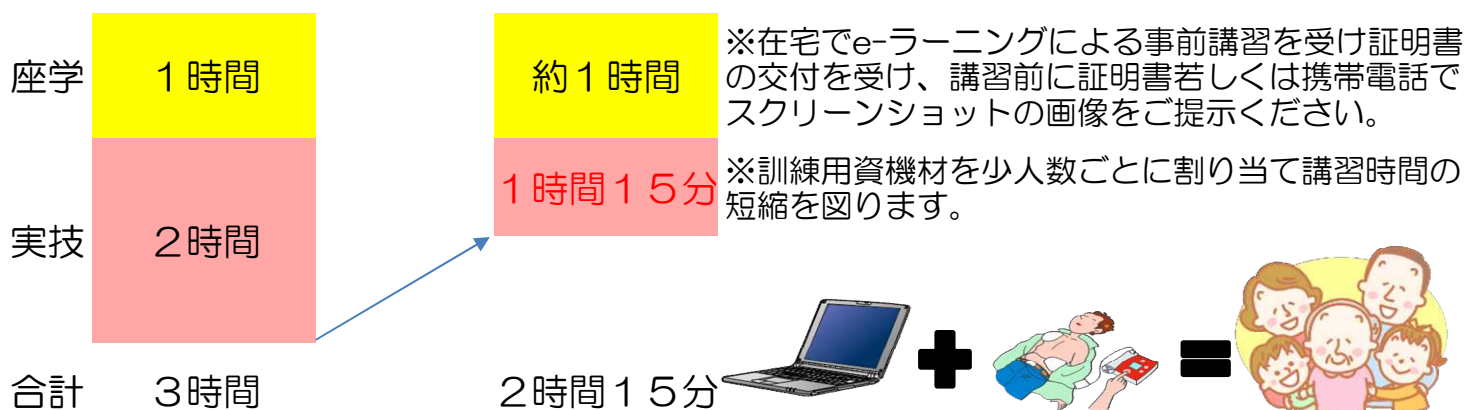 座学 1時間 約1時間
※在宅でe-ラーニングによる事前講習を受け証明書
の交付を受け、講習前に証明書若しくは携帯電話で
スクリーンショットの画像をご提示ください。
実技 2時間 1時間15分
※訓練用資機材を少人数ごとに割り当て講習時間の
短縮を図ります。
合計 3時間 2時間15分